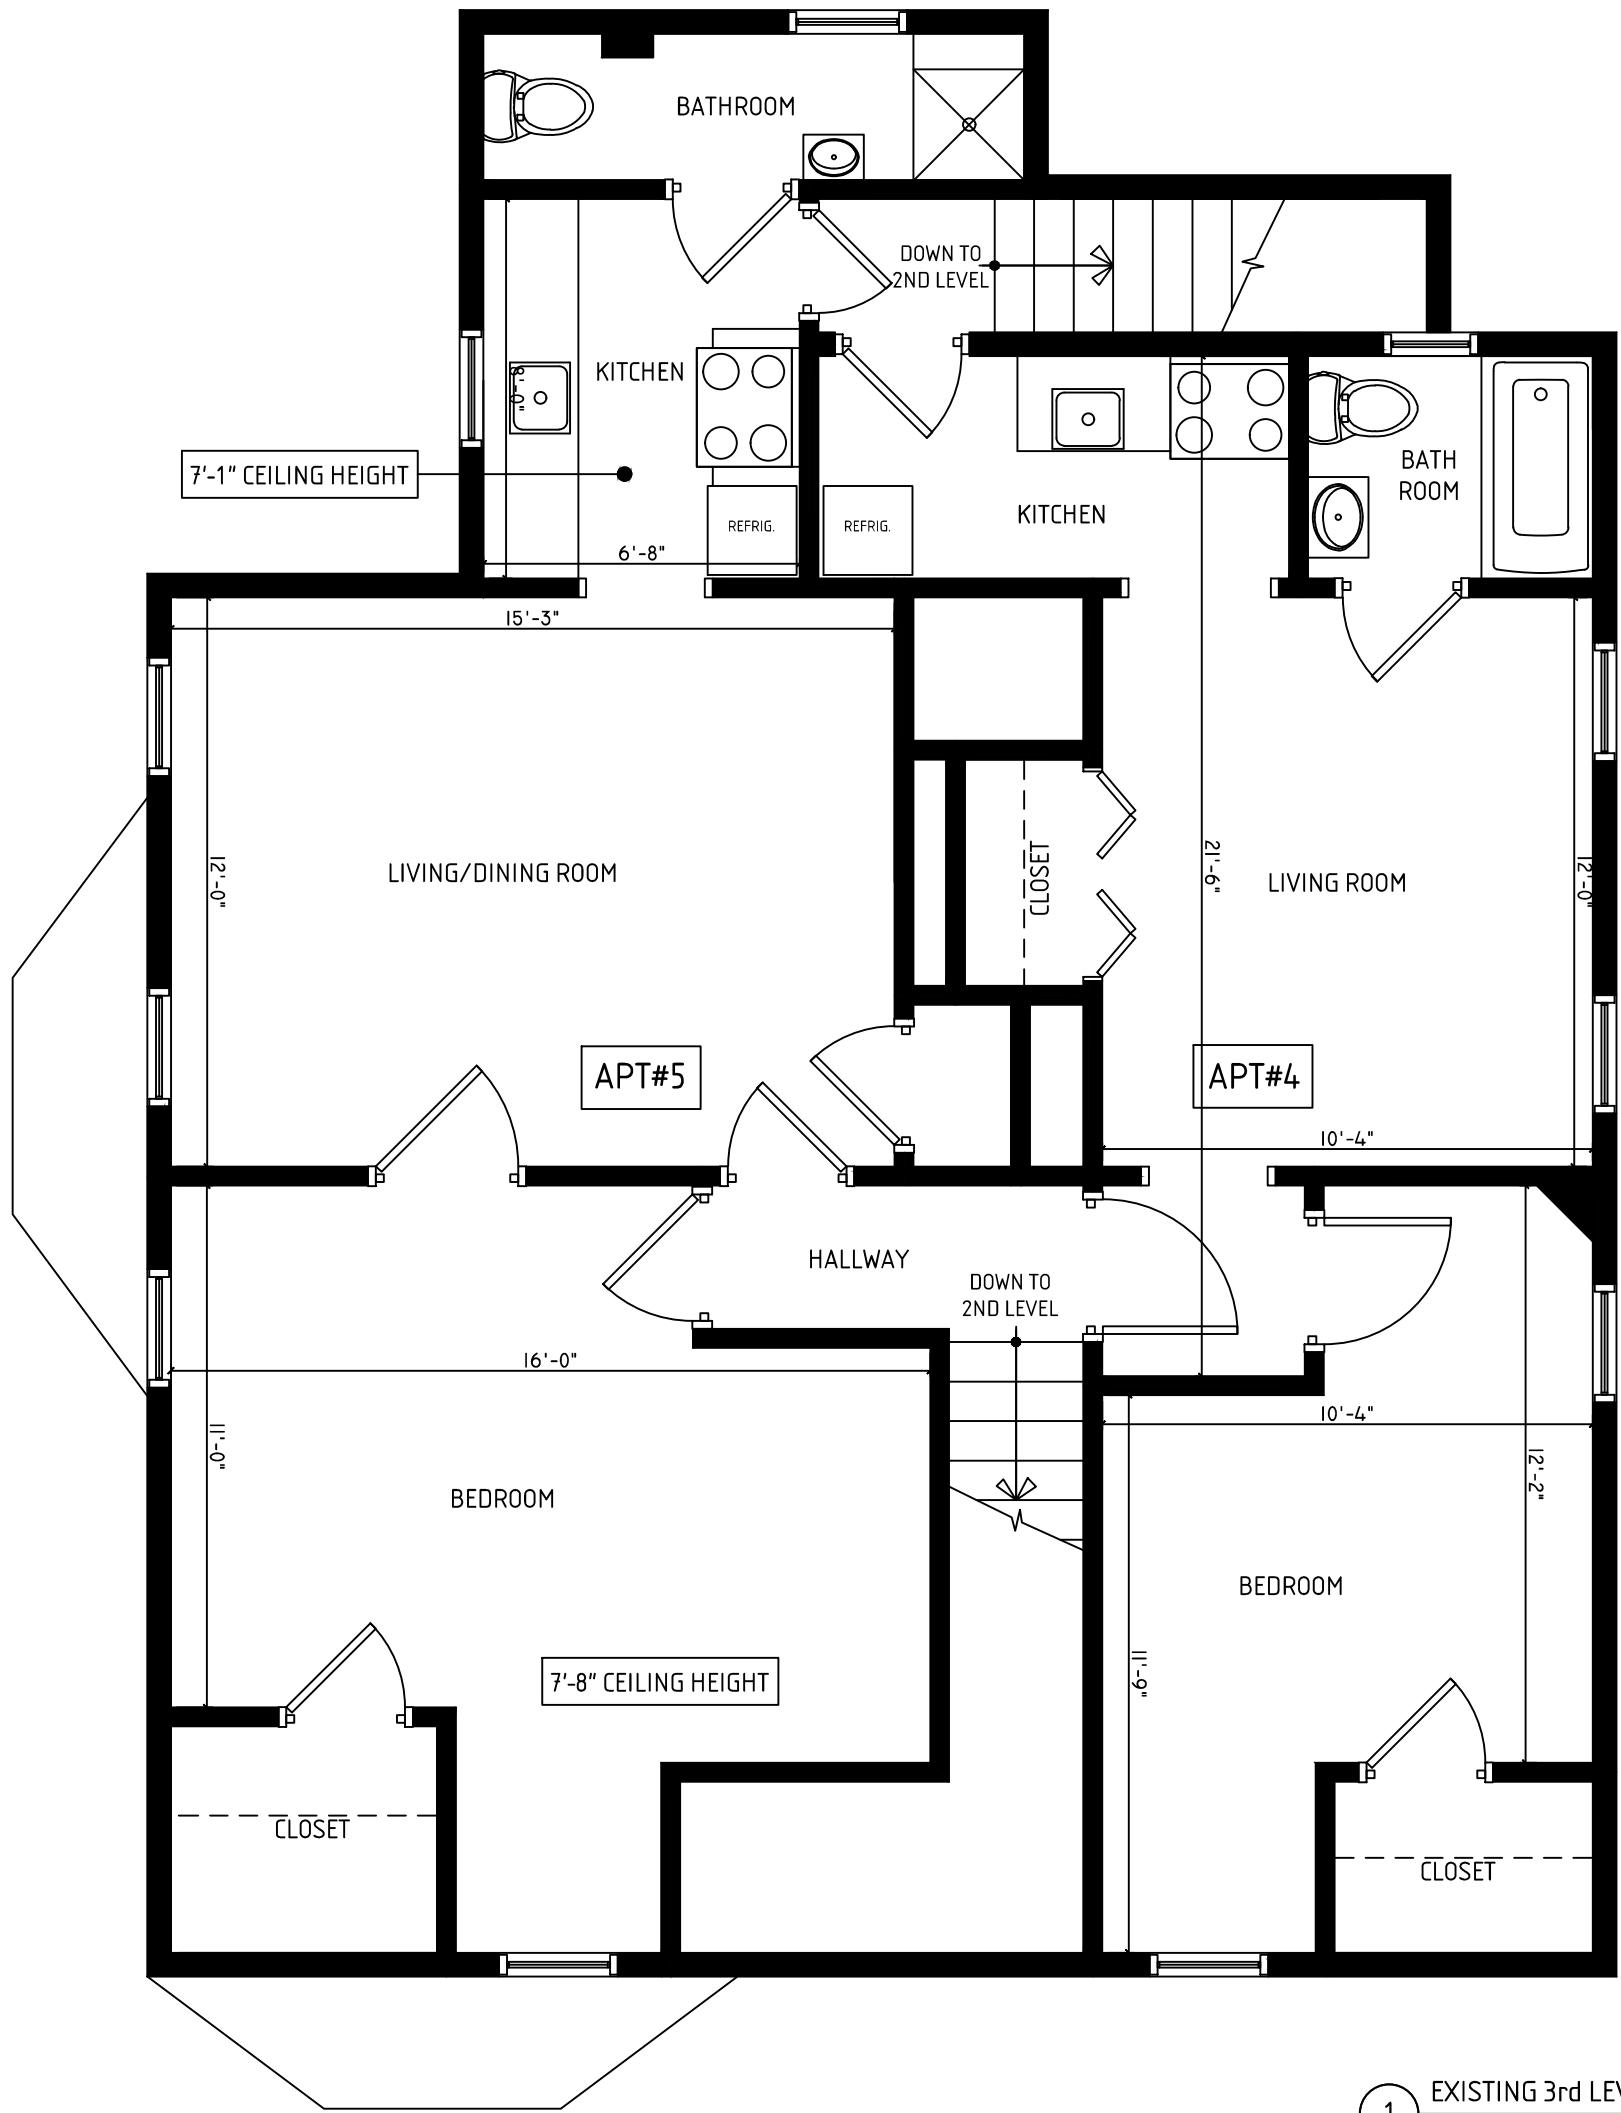 BATHROOM
DOWN TO
2ND LEVEL
KITCHEN
8'-0"
7'-1" CEILING HEIGHT
BATH
ROOM
KITCHEN
REFRIG.
REFRIG.
6'-8"
15'-3"
12'-0"
LIVING/DINING ROOM
CLOSET
21'-6"
LIVING ROOM
12'-0"
APT#5
APT#4
10'-4"
HALLWAY
DOWN TO
2ND LEVEL
16'-0"
10'-4"
11'-0"
12'-2"
BEDROOM
BEDROOM
11'-9"
7'-8" CEILING HEIGHT
CLOSET
CLOSET
1
EXISTING 3rd LEV